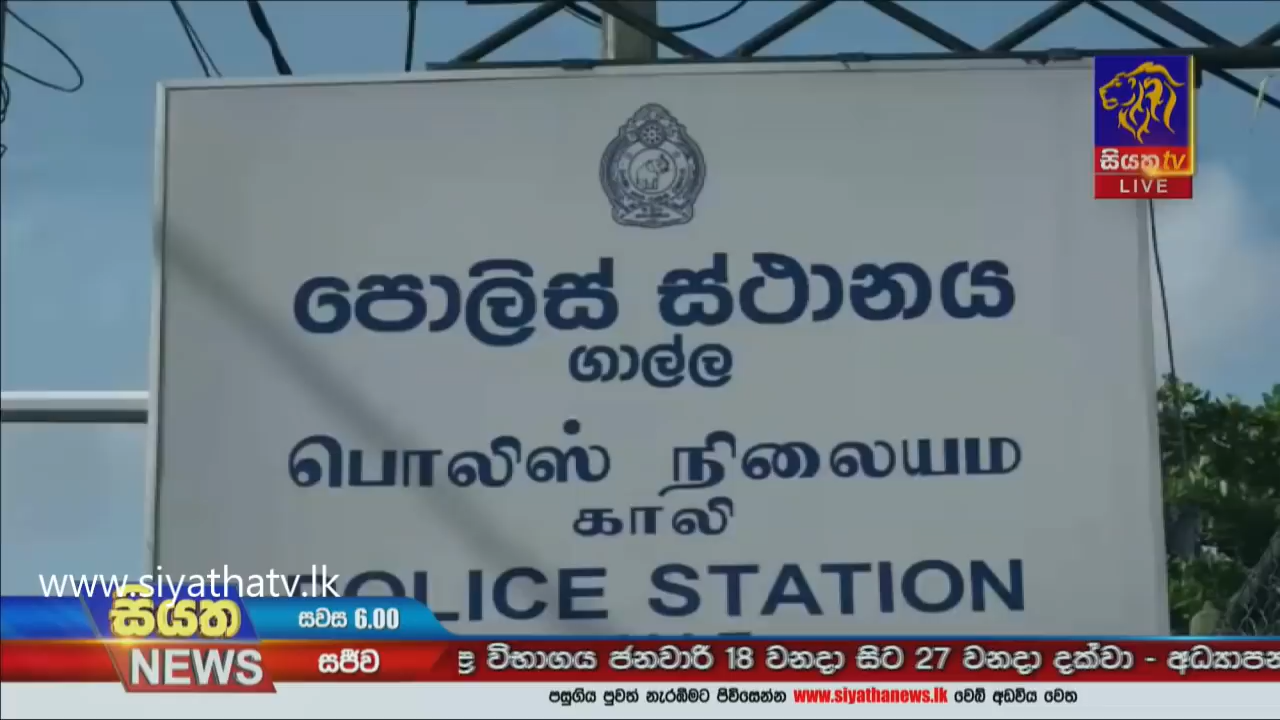 සියත tv
LIVE
පොලිස් ස්ථානය
ගාල්ල
பொலிஸ் நிலையம
காலி
POLICE STATION
www.siyathatv.lk
සියත
NEWS
සවස 6.00
සජීව
විභාගය ජනවාරි 18 වනදා සිට 27 වනදා දක්වා - අධ්‍යාපන
පසුගිය පුවත් නැරඹීමට පිවිසෙන්න www.siyathanews.lk වෙබ් අඩවිය වෙත